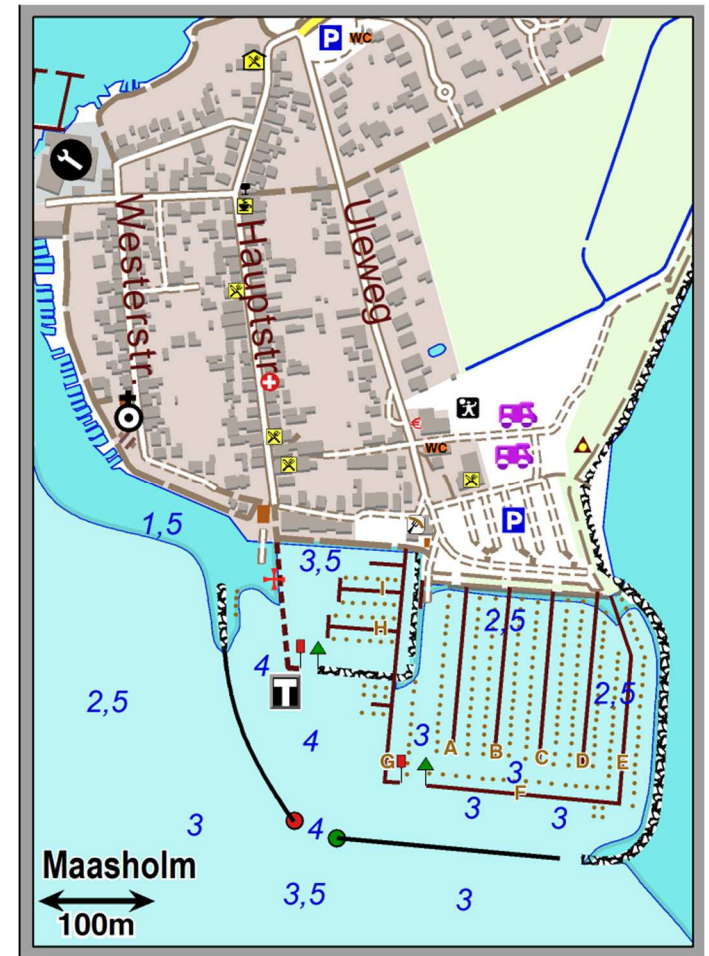 P WC
Westerstr.
Hauptstr.
Uleweg
€
WC
P
1,5
3,5
I
H
2,5
4
T
2,5
2,5
4
3
A
B
C
D
E
G
3
F
3
3
3
4
Maasholm
100m
3,5
3